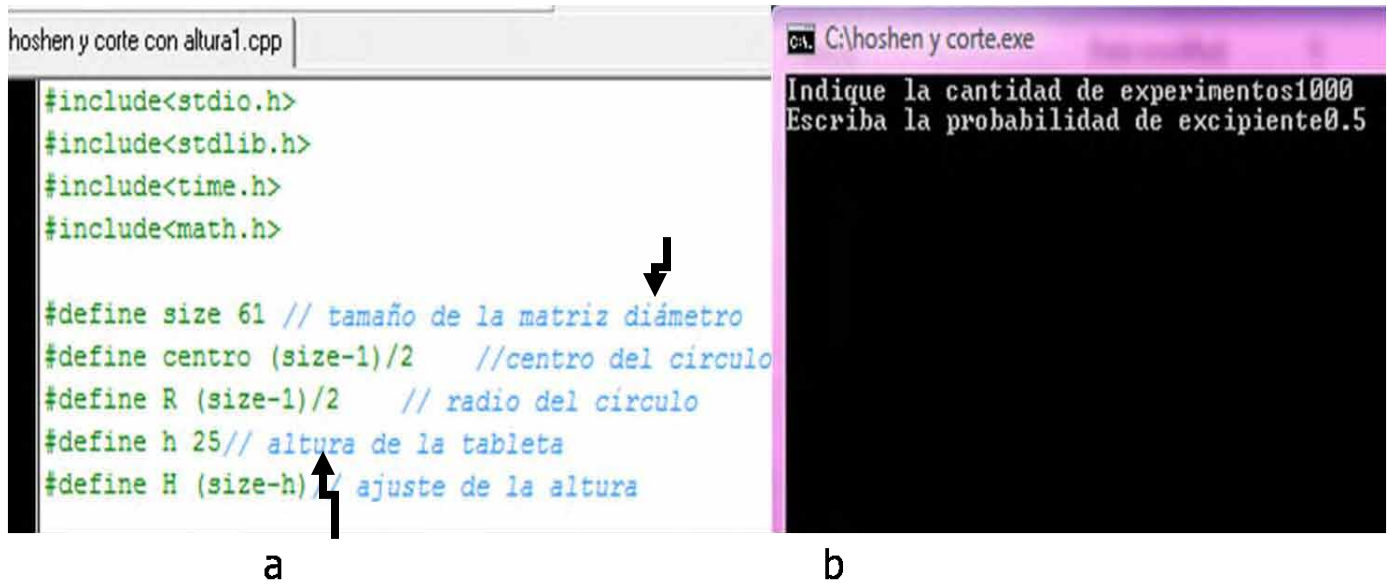 hoshen y corte con altura1.cpp
#include<stdio.h>
#include<stdlib.h>
#include<time.h>
#include<math.h>
#define size 61 // tamaño de la matriz diámetro
#define centro (size-1)/2 //centro del círculo
#define R (size-1)/2 // radio del círculo
#define h 25// altura de la tableta
#define H (size-h)// ajuste de la altura
a
C:\hoshen y corte.exe
Indique la cantidad de experimentos1000
Escriba la probabilidad de excipiente0.5
b